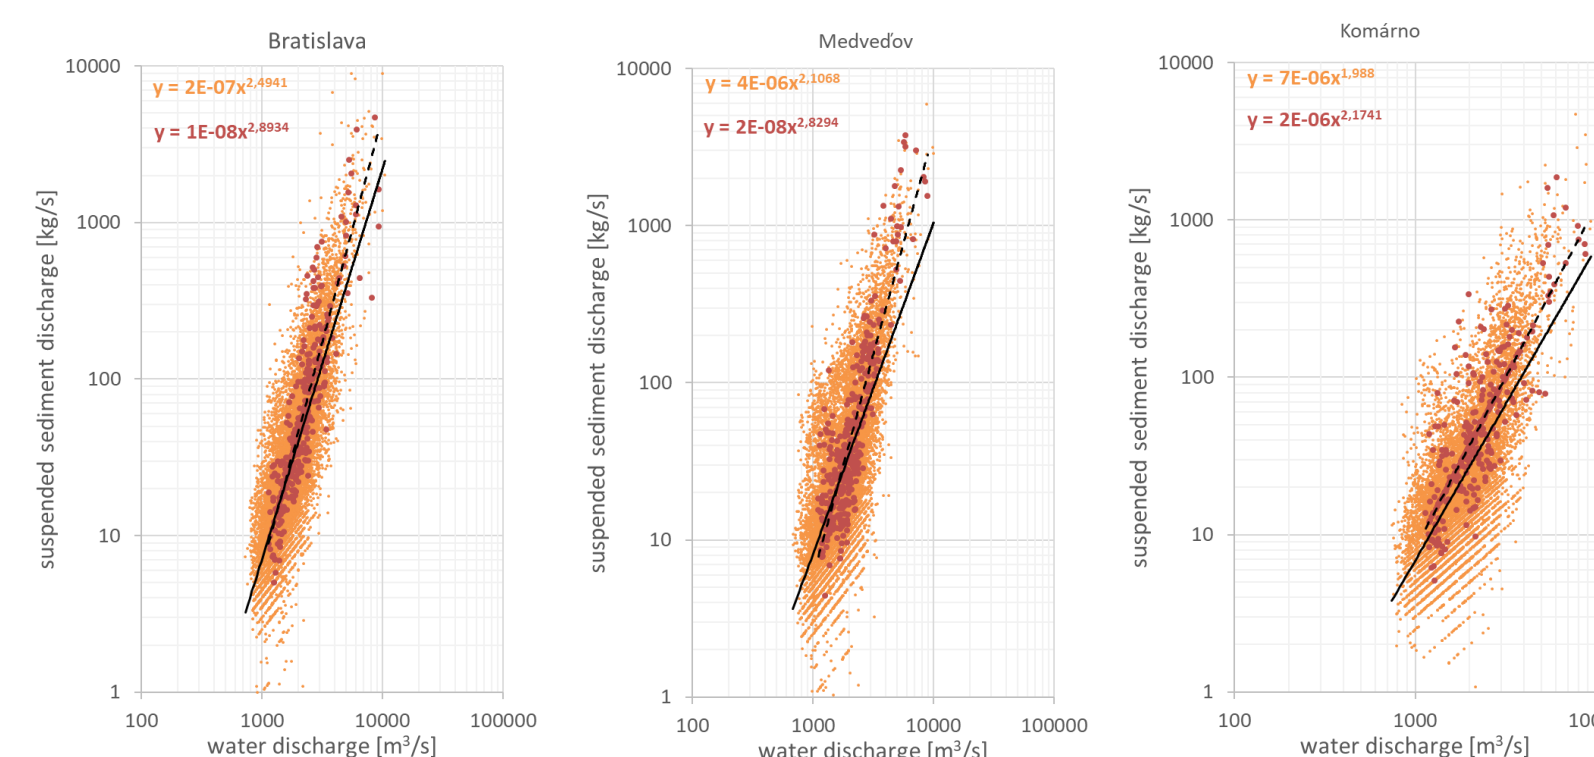 Bratislava
10000
y = 2E-07x2,4941
y = 1E-08x2,8934
1000
100
10
1
100 1000 10000 100000
water discharge [m3/s]
suspended sediment discharge [kg/s]
Medveďov
10000
y = 4E-06x2,1068
y = 2E-08x2,8294
1000
100
10
1
100 1000 10000 100000
water discharge [m3/s]
suspended sediment discharge [kg/s]
Komárno
10000
y = 7E-06x1,988
y = 2E-06x2,1741
1000
100
10
1
100 1000
water discharge [m3/s]
suspended sediment discharge [kg/s]